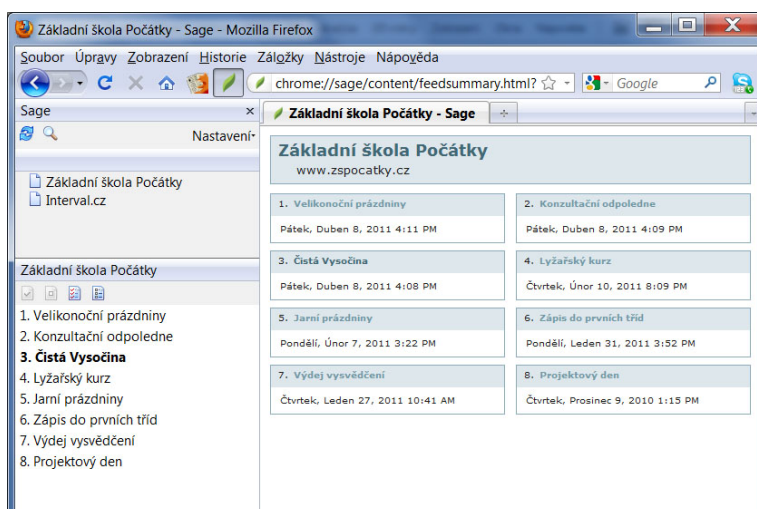 Základní škola Počátky - Sage - Mozilla Firefox
Soubor Úpravy Zobrazení Historie Záložky Nástroje Nápověda
chrome://sage/content/feedsummary.html? Google
Sage x
Základní škola Počátky - Sage
Nastavení
Základní škola Počátky
Interval.cz
Základní škola Počátky
1. Velikonoční prázdniny
2. Konzultační odpoledne
3. Čistá Vysočina
4. Lyžařský kurz
5. Jarní prázdniny
6. Zápis do prvních tříd
7. Výdej vysvědčení
8. Projektový den
Základní škola Počátky
www.zspocatky.cz
1. Velikonoční prázdniny
Pátek, Duben 8, 2011 4:11 PM
2. Konzultační odpoledne
Pátek, Duben 8, 2011 4:09 PM
3. Čistá Vysočina
Pátek, Duben 8, 2011 4:08 PM
4. Lyžařský kurz
Čtvrtek, Únor 10, 2011 8:09 PM
5. Jarní prázdniny
Pondělí, Únor 7, 2011 3:22 PM
6. Zápis do prvních tříd
Pondělí, Leden 31, 2011 3:52 PM
7. Výdej vysvědčení
Čtvrtek, Leden 27, 2011 10:41 AM
8. Projektový den
Čtvrtek, Prosinec 9, 2010 1:15 PM